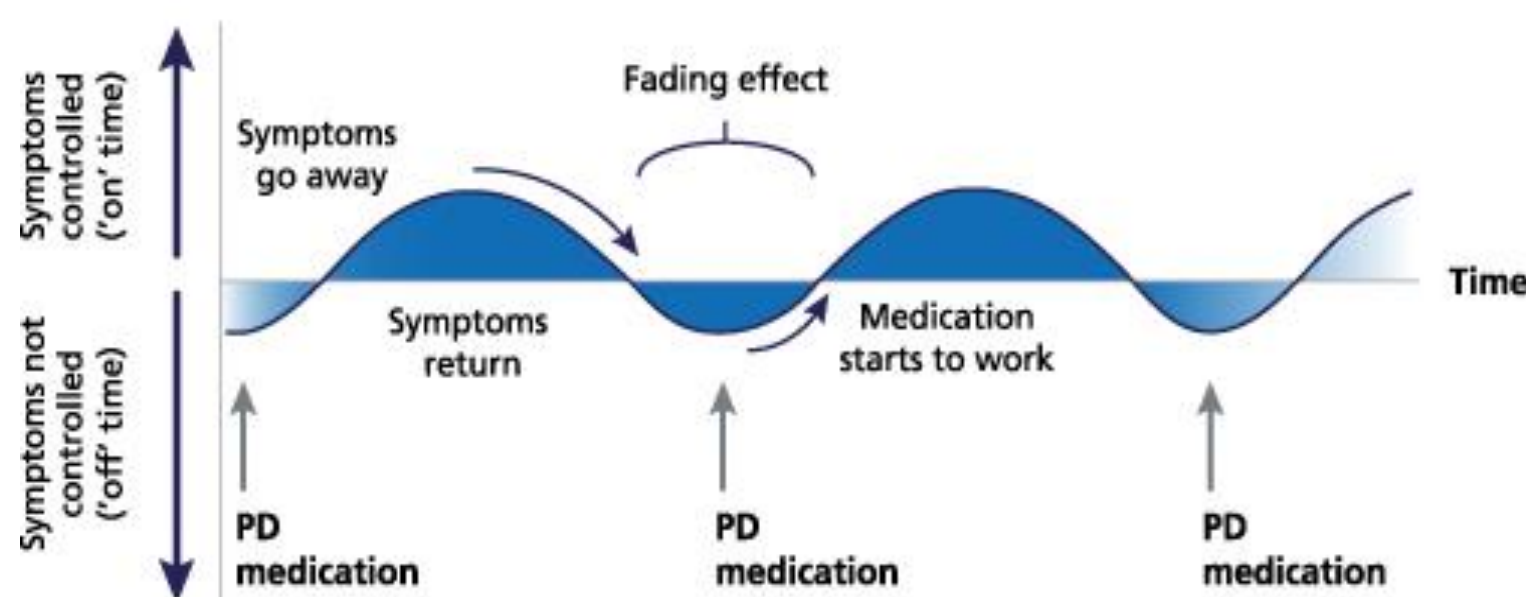 Symptoms
controlled
('on' time)
Symptoms not
controlled
('off' time)
Symptoms
go away
Fading effect
Symptoms
return
Medication
starts to work
Time
PD
medication
PD
medication
PD
medication